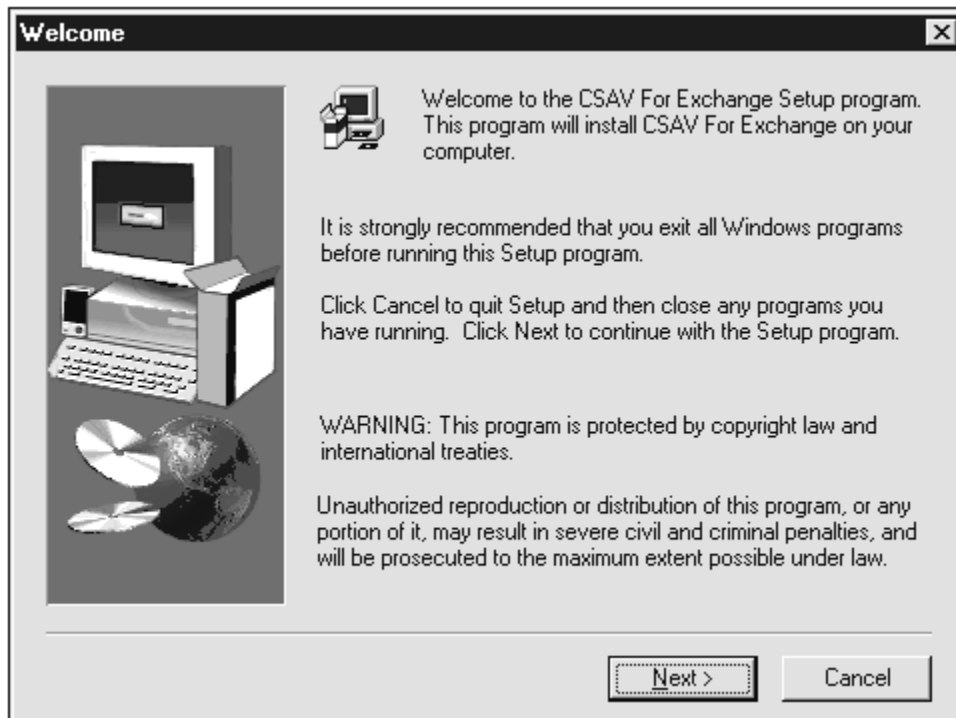 Welcome
Welcome to the CSAV For Exchange Setup program.
This program will install CSAV For Exchange on your
computer.
It is strongly recommended that you exit all Windows programs
before running this Setup program.
Click Cancel to quit Setup and then close any programs you
have running.  Click Next to continue with the Setup program.
WARNING: This program is protected by copyright law and
international treaties.
Unauthorized reproduction or distribution of this program, or any
portion of it, may result in severe civil and criminal penalties, and
will be prosecuted to the maximum extent possible under law.
Next >
Cancel